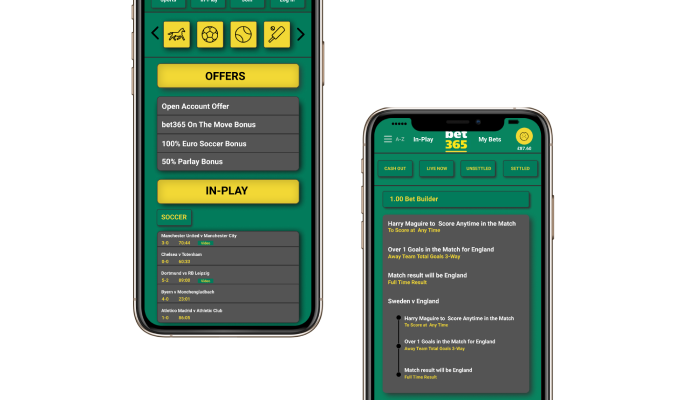 Sports
In-Play
Log In
OFFERS
Open Account Offer
bet365 On The Move Bonus
100% Euro Soccer Bonus
50% Parlay Bonus
IN-PLAY
SOCCER
Manchester United v Manchester City
3-0 70:44 Video
Chelsea v Totenham
0-0 60:30
Dortmund vs RB Leipzig
5-2 89:00 Video
Byern v Monchengladbach
4-0 23:01
Atletico Madrid v Athletic Club
1-0 06:09
A-Z In-Play bet365 My Bets
£87.60
CASH OUT LIVE NOW UNSETTLED SETTLED
1.00 Bet Builder
Harry Maguire to Score Anytime in the Match
To Score at Any Time
Over 1 Goals in the Match for England
Away Team Total Goals 3-Way
Match result will be England
Full Time Result
Sweden v England
Harry Maguire to Score Anytime in the Match
To Score at Any Time
Over 1 Goals in the Match for England
Away Team Total Goals 3-Way
Match result will be England
Full Time Result